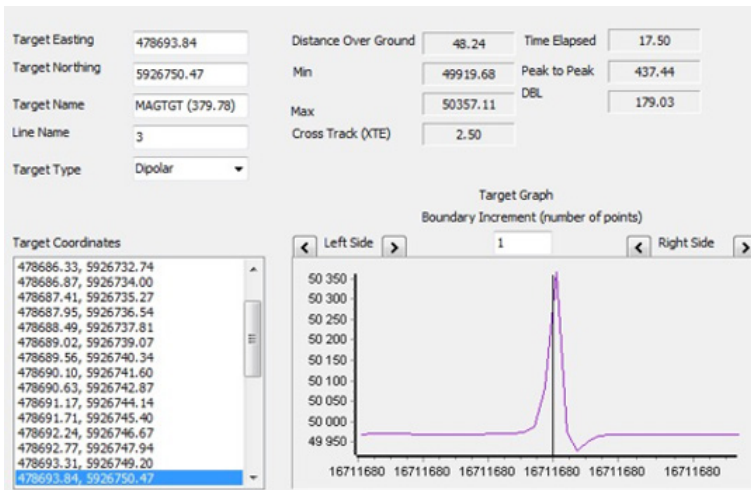 Target Easting 478693.84 Distance Over Ground 48.24 Time Elapsed 17.50
Target Northing 5926750.47 Min 49919.68 Peak to Peak 437.44
Target Name MAGTGT (379.78) Max 50357.11 DBL 179.03
Line Name 3 Cross Track (XTE) 2.50
Target Type Dipolar
Target Graph
Boundary Increment (number of points)
Target Coordinates < Left Side > 1 < Right Side >
478686.33, 5926732.74
478686.87, 5926734.00
478687.41, 5926735.27
478687.95, 5926736.54
478688.49, 5926737.81
478689.02, 5926739.07
478689.56, 5926740.34
478690.10, 5926741.60
478690.63, 5926742.87
478691.17, 5926744.14
478691.71, 5926745.40
478692.24, 5926746.67
478692.77, 5926747.94
478693.31, 5926749.20
478693.84, 5926750.47
50 350
50 300
50 250
50 200
50 150
50 100
50 050
50 000
49 950
16711680 16711680 16711680 16711680 16711680 16711680